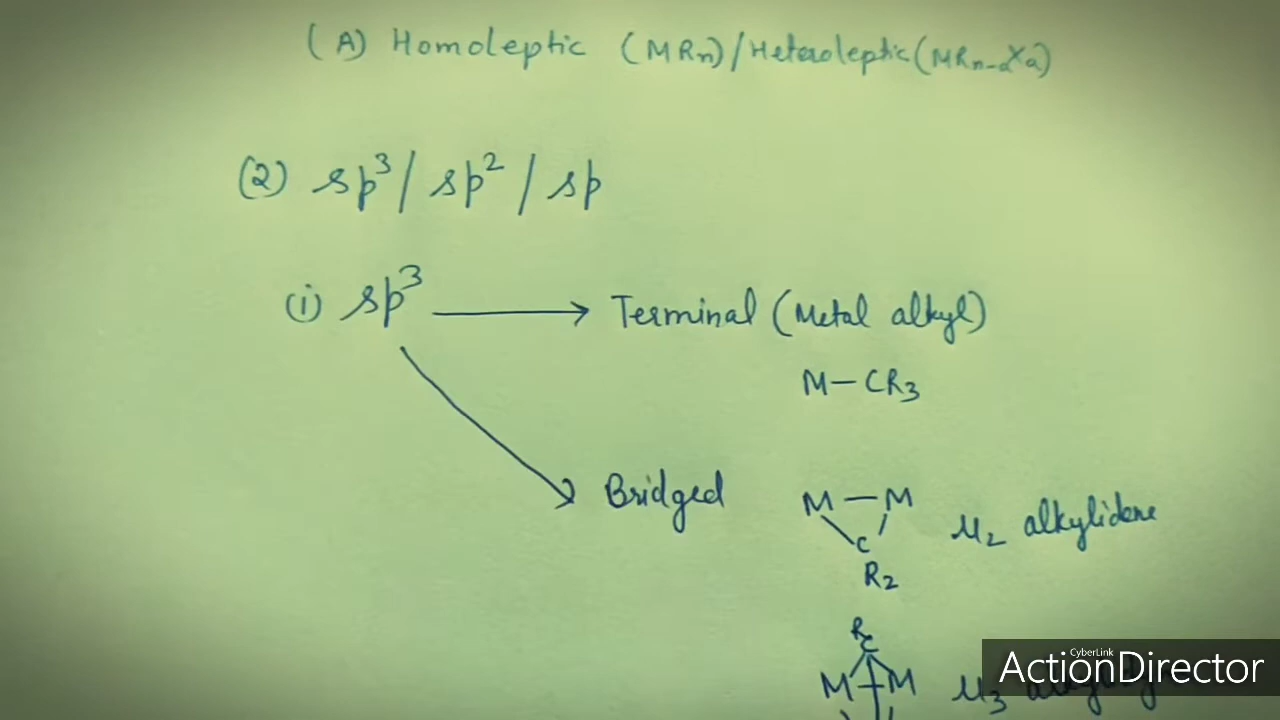 (A) Homoleptic (MRn)/Heteroleptic (MRn-aXa)
(2) sp³/ sp² / sp
(i) sp³ → Terminal (Metal alkyl)
M — CR₃
Bridged
M — M
C
R₂
μ₂ alkylidene
R
C
M M
μ₃
CyberLink
ActionDirector